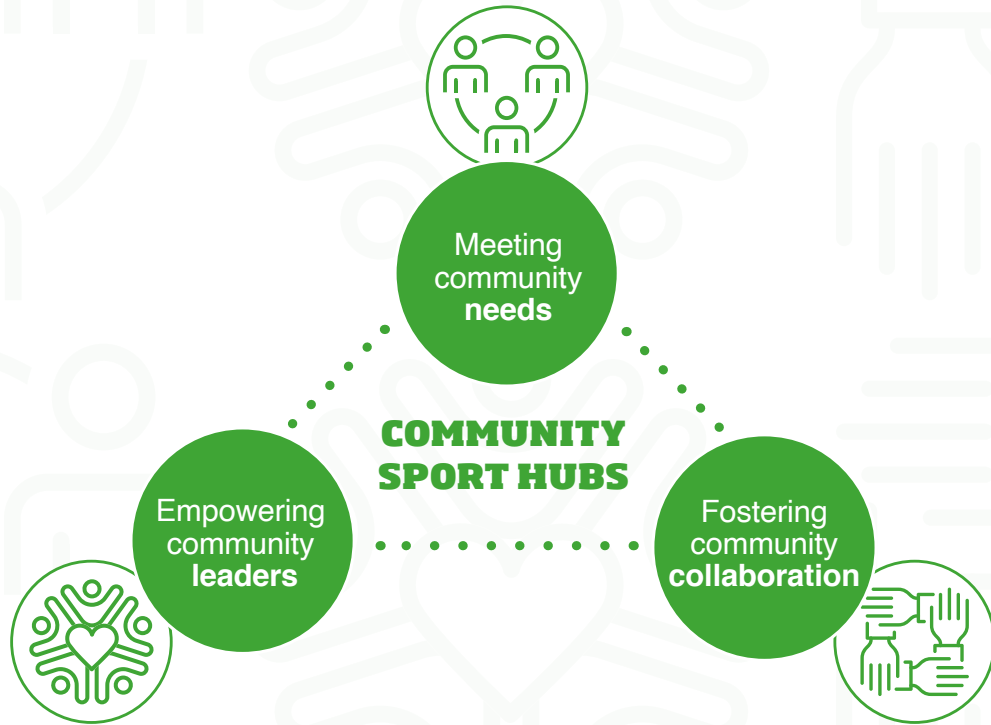 Meeting
community
needs
COMMUNITY
SPORT HUBS
Empowering
community
leaders
Fostering
community
collaboration